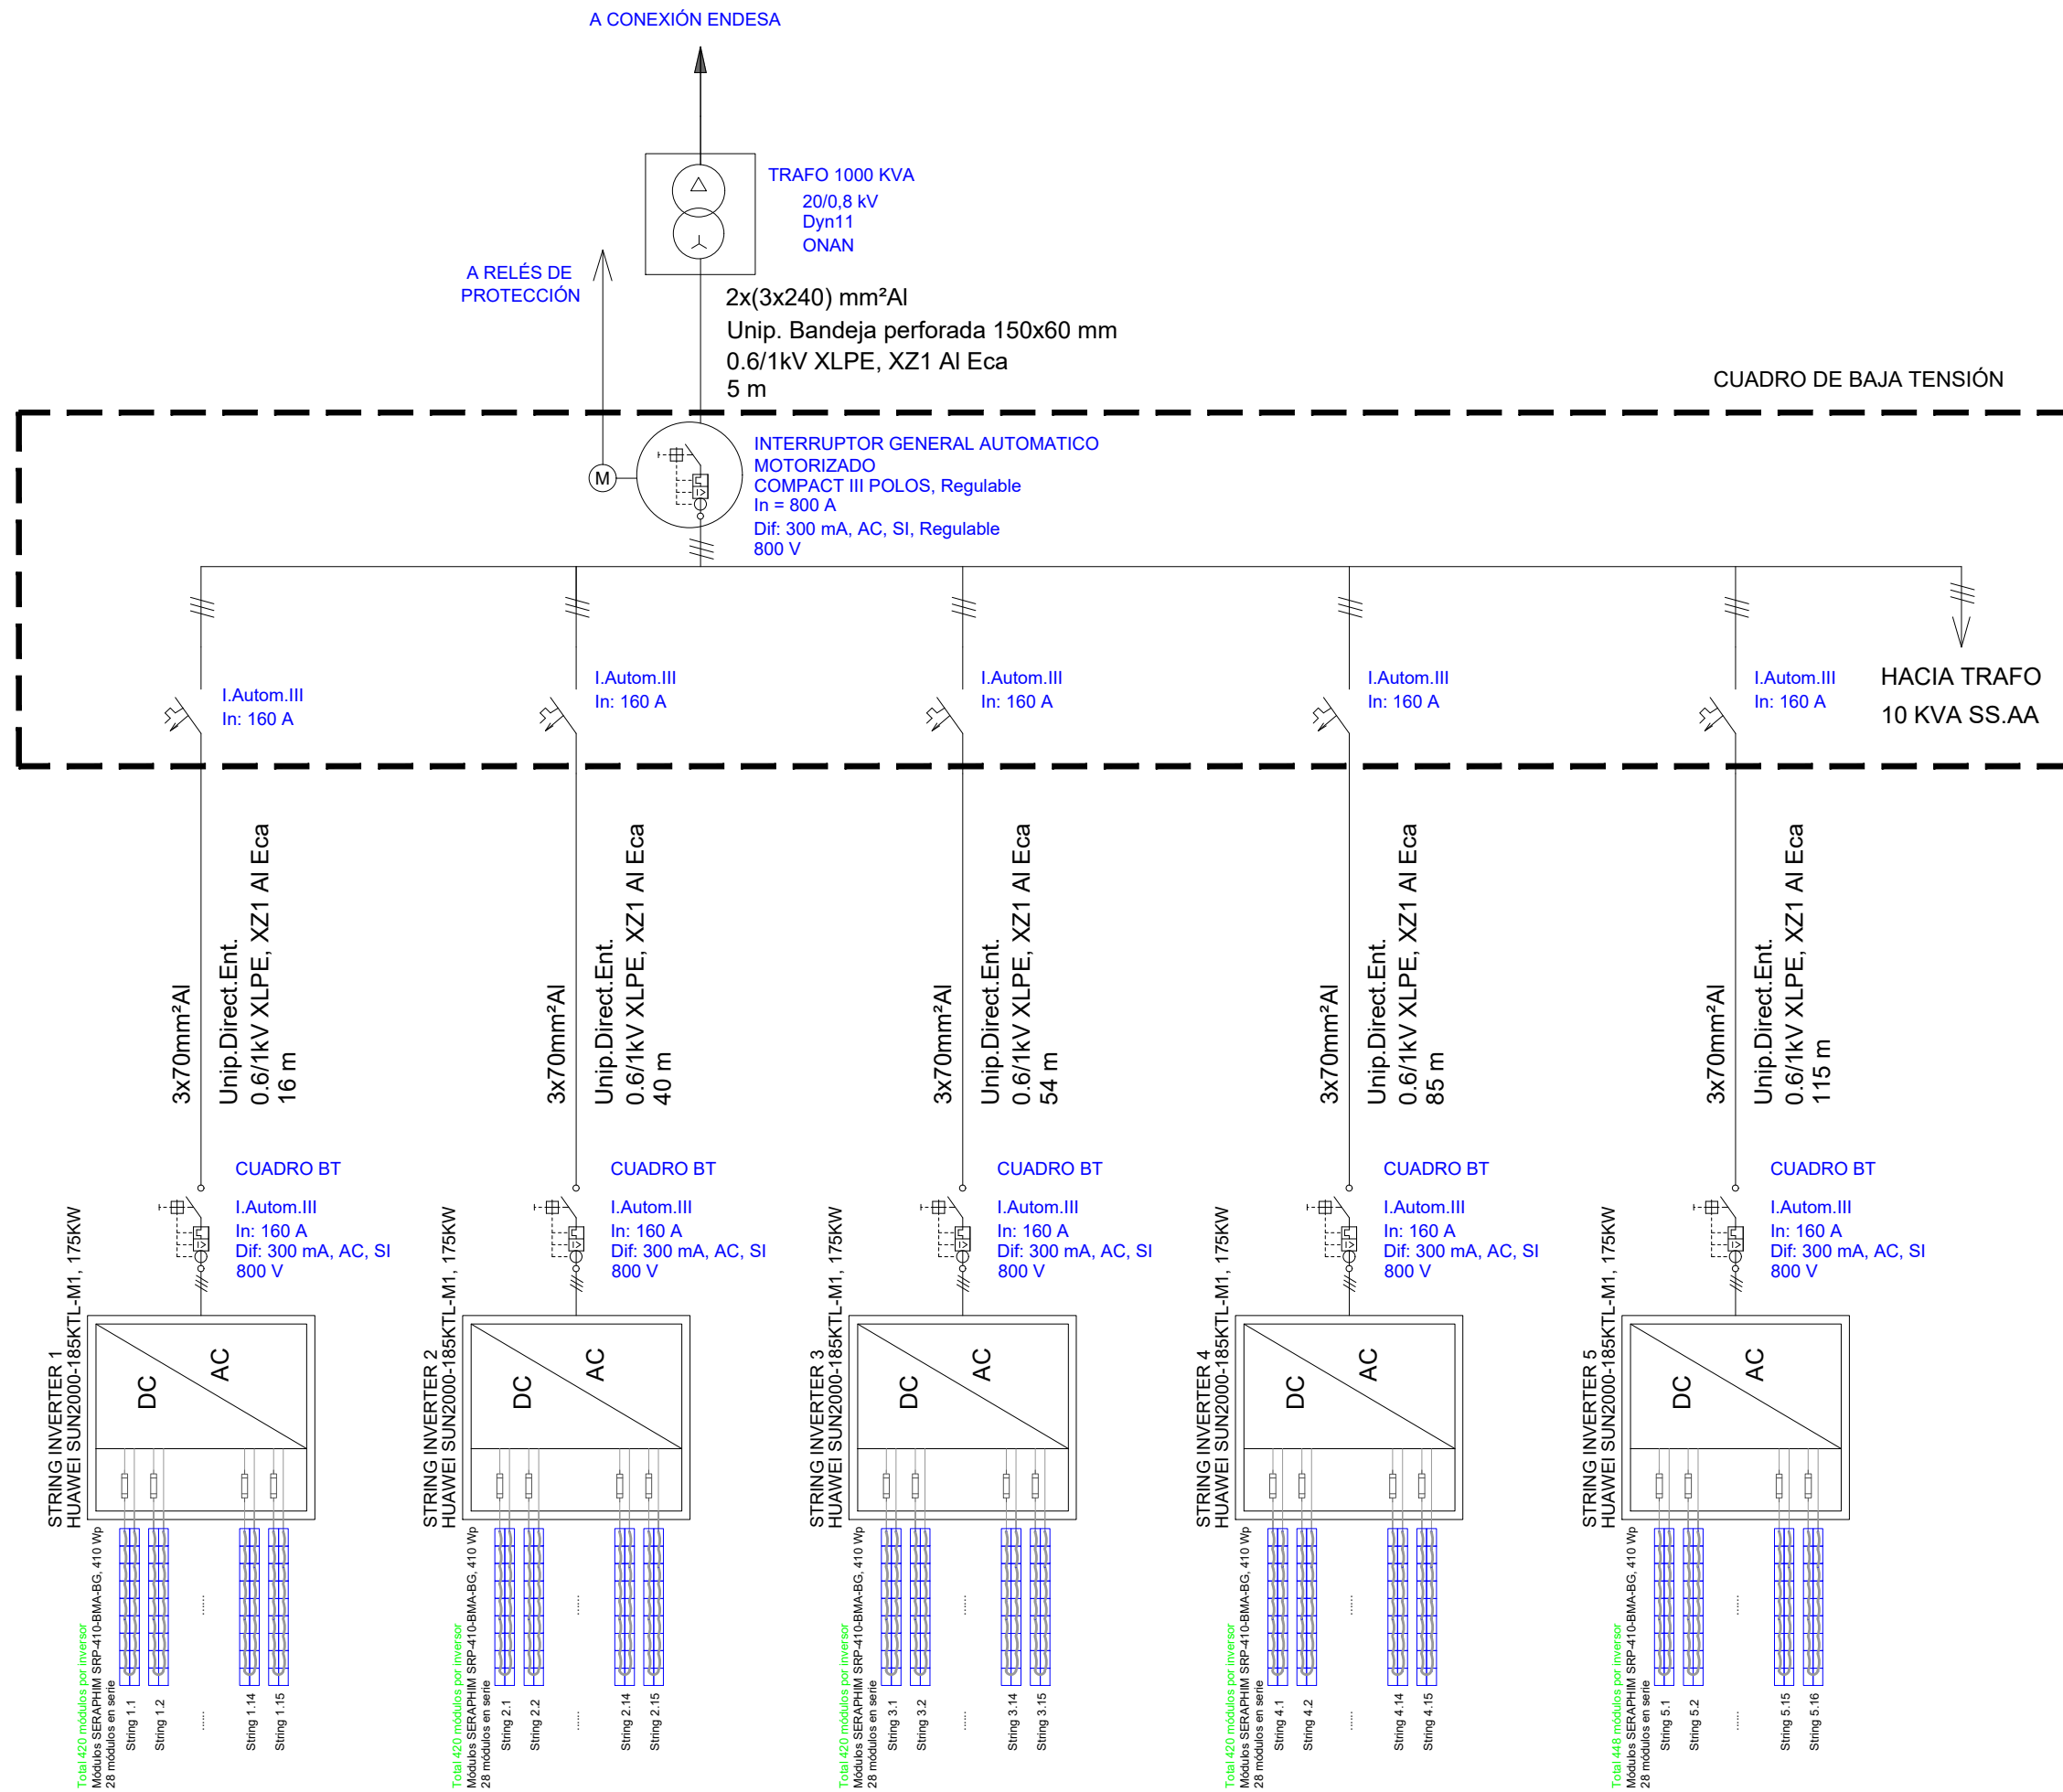 A CONEXIÓN ENDESA
TRAFO 1000 KVA
20/0,8 kV
Dyn11
ONAN
A RELÉS DE
PROTECCIÓN
2x(3x240) mm²Al
Unip. Bandeja perforada 150x60 mm
0.6/1kV XLPE, XZ1 Al Eca
5 m
CUADRO DE BAJA TENSIÓN
M
INTERRUPTOR GENERAL AUTOMATICO
MOTORIZADO
COMPACT III POLOS, Regulable
In = 800 A
Dif: 300 mA, AC, SI, Regulable
800 V
I.Autom.III
In: 160 A
I.Autom.III
In: 160 A
I.Autom.III
In: 160 A
I.Autom.III
In: 160 A
I.Autom.III
In: 160 A
HACIA TRAFO
10 KVA SS.AA
3x70mm²Al
Unip.Direct.Ent.
0.6/1kV XLPE, XZ1 Al Eca
16 m
3x70mm²Al
Unip.Direct.Ent.
0.6/1kV XLPE, XZ1 Al Eca
40 m
3x70mm²Al
Unip.Direct.Ent.
0.6/1kV XLPE, XZ1 Al Eca
54 m
3x70mm²Al
Unip.Direct.Ent.
0.6/1kV XLPE, XZ1 Al Eca
85 m
3x70mm²Al
Unip.Direct.Ent.
0.6/1kV XLPE, XZ1 Al Eca
115 m
CUADRO BT
I.Autom.III
In: 160 A
Dif: 300 mA, AC, SI
800 V
CUADRO BT
I.Autom.III
In: 160 A
Dif: 300 mA, AC, SI
800 V
CUADRO BT
I.Autom.III
In: 160 A
Dif: 300 mA, AC, SI
800 V
CUADRO BT
I.Autom.III
In: 160 A
Dif: 300 mA, AC, SI
800 V
CUADRO BT
I.Autom.III
In: 160 A
Dif: 300 mA, AC, SI
800 V
STRING INVERTER 1
HUAWEI SUN2000-185KTL-M1, 175KW
DC
AC
STRING INVERTER 2
HUAWEI SUN2000-185KTL-M1, 175KW
DC
AC
STRING INVERTER 3
HUAWEI SUN2000-185KTL-M1, 175KW
DC
AC
STRING INVERTER 4
HUAWEI SUN2000-185KTL-M1, 175KW
DC
AC
STRING INVERTER 5
HUAWEI SUN2000-185KTL-M1, 175KW
DC
AC
Total 420 módulos por inversor
Módulos SERAPHIM SRP-410-BMA-BG, 410 Wp
28 módulos en serie
String 1.1
String 1.2
......
......
String 1.14
String 1.15
Total 420 módulos por inversor
Módulos SERAPHIM SRP-410-BMA-BG, 410 Wp
28 módulos en serie
String 2.1
String 2.2
......
......
String 2.14
String 2.15
Total 420 módulos por inversor
Módulos SERAPHIM SRP-410-BMA-BG, 410 Wp
28 módulos en serie
String 3.1
String 3.2
......
......
String 3.14
String 3.15
Total 420 módulos por inversor
Módulos SERAPHIM SRP-410-BMA-BG, 410 Wp
28 módulos en serie
String 4.1
String 4.2
......
......
String 4.14
String 4.15
Total 448 módulos por inversor
Módulos SERAPHIM SRP-410-BMA-BG, 410 Wp
28 módulos en serie
String 5.1
String 5.2
......
......
String 5.15
String 5.16